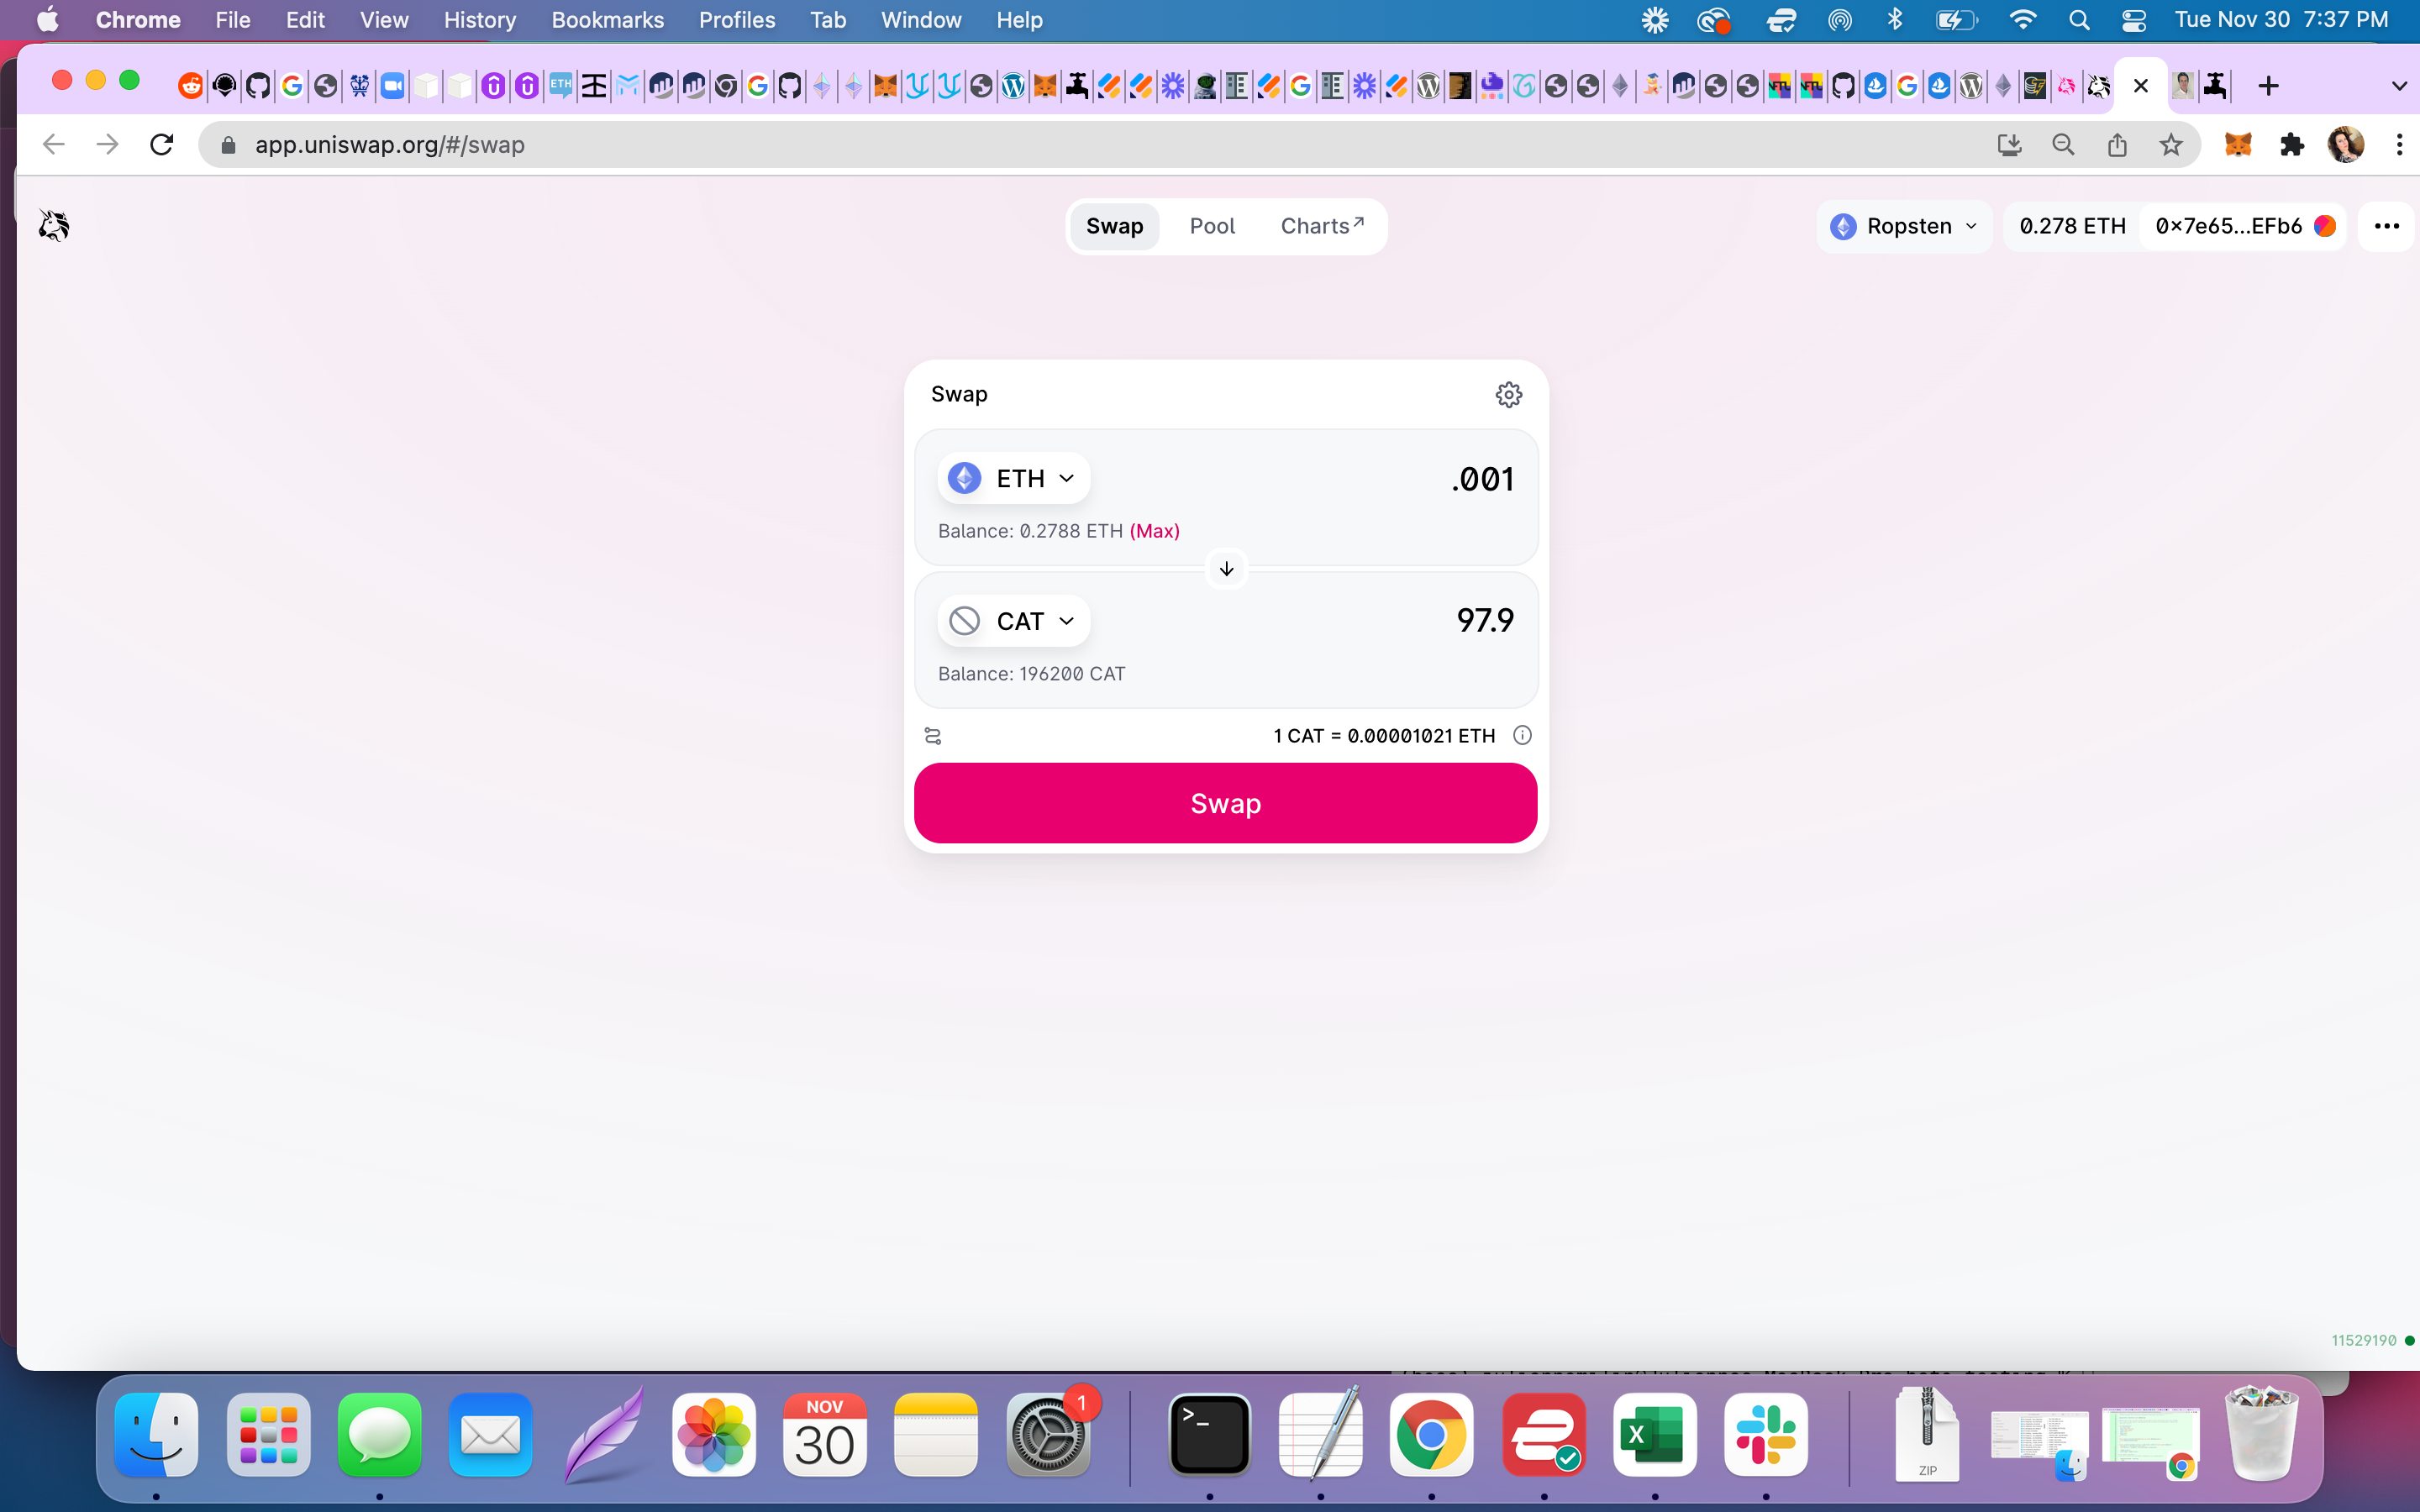 Chrome File Edit View History Bookmarks Profiles Tab Window Help Tue Nov 30 7:37 PM
ETH
app.uniswap.org/#/swap
Swap Pool Charts↗ Ropsten 0.278 ETH 0x7e65...EFb6 •••
Swap
ETH .001
Balance: 0.2788 ETH (Max)
CAT 97.9
Balance: 196200 CAT
1 CAT = 0.00001021 ETH
Swap
11529190
NOV
30
1
>_
X
ZIP